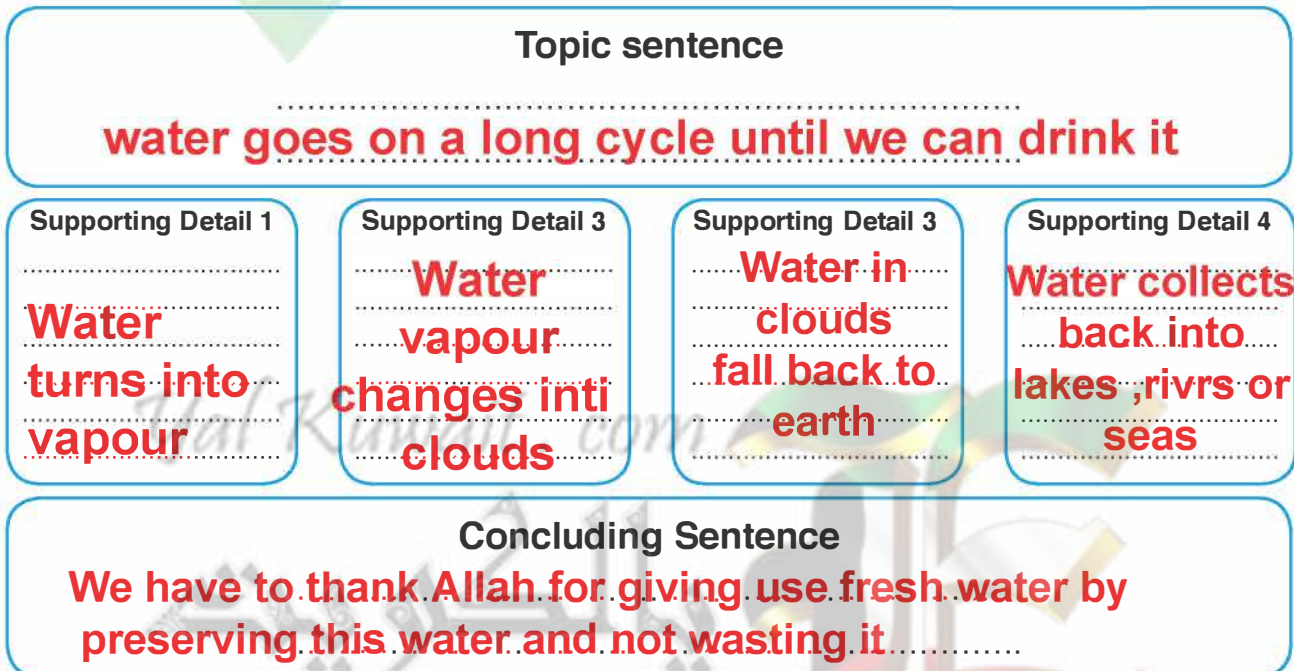 Topic sentence
water goes on a long cycle until we can drink it
Supporting Detail 1
Water
turns into
vapour
Supporting Detail 3
Water
vapour
changes inti
clouds
Supporting Detail 3
Water in
clouds
fall back to
earth
Supporting Detail 4
Water collects
back into
lakes ,rivrs or
seas
Concluding Sentence
We have to thank Allah for giving use fresh water by
preserving this water and not wasting it